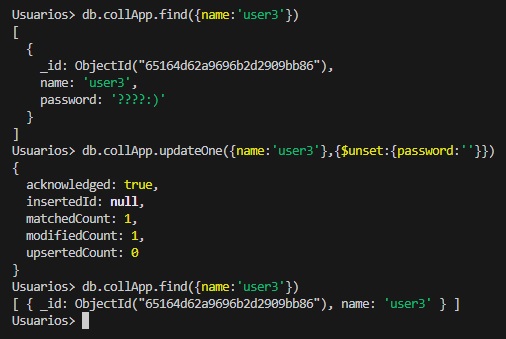 Usuarios> db.collApp.find({name:'user3'})
[
  {
    _id: ObjectId("65164d62a9696b2d2909bb86"),
    name: 'user3',
    password: '????:)'
  }
]
Usuarios> db.collApp.updateOne({name:'user3'},{$unset:{password:''}})
{
  acknowledged: true,
  insertedId: null,
  matchedCount: 1,
  modifiedCount: 1,
  upsertedCount: 0
}
Usuarios> db.collApp.find({name:'user3'})
[ { _id: ObjectId("65164d62a9696b2d2909bb86"), name: 'user3' } ]
Usuarios>